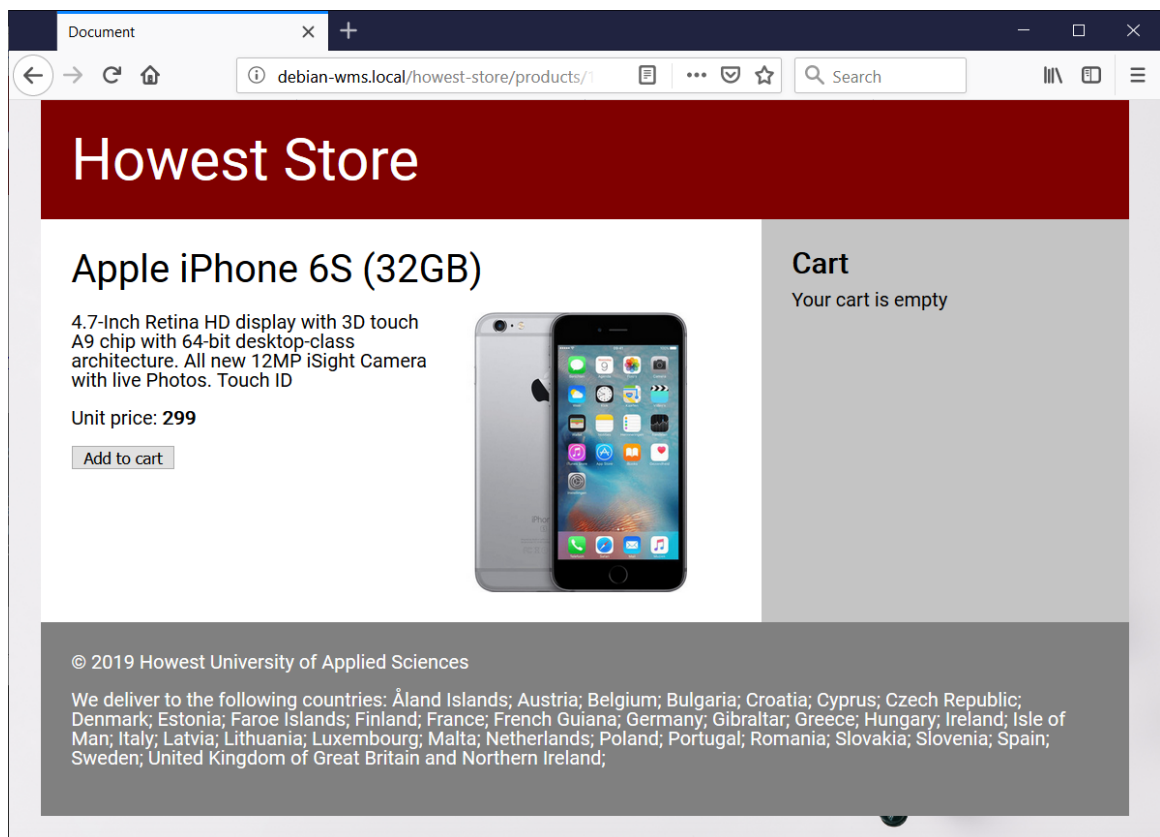 Document
debian-wms.local/howest-store/products/1
Search
Howest Store
Apple iPhone 6S (32GB)
4.7-Inch Retina HD display with 3D touch
A9 chip with 64-bit desktop-class
architecture. All new 12MP iSight Camera
with live Photos. Touch ID
Unit price: 299
Add to cart
Cart
Your cart is empty
© 2019 Howest University of Applied Sciences
We deliver to the following countries: Åland Islands; Austria; Belgium; Bulgaria; Croatia; Cyprus; Czech Republic;
Denmark; Estonia; Faroe Islands; Finland; France; French Guiana; Germany; Gibraltar; Greece; Hungary; Ireland; Isle of
Man; Italy; Latvia; Lithuania; Luxembourg; Malta; Netherlands; Poland; Portugal; Romania; Slovakia; Slovenia; Spain;
Sweden; United Kingdom of Great Britain and Northern Ireland;